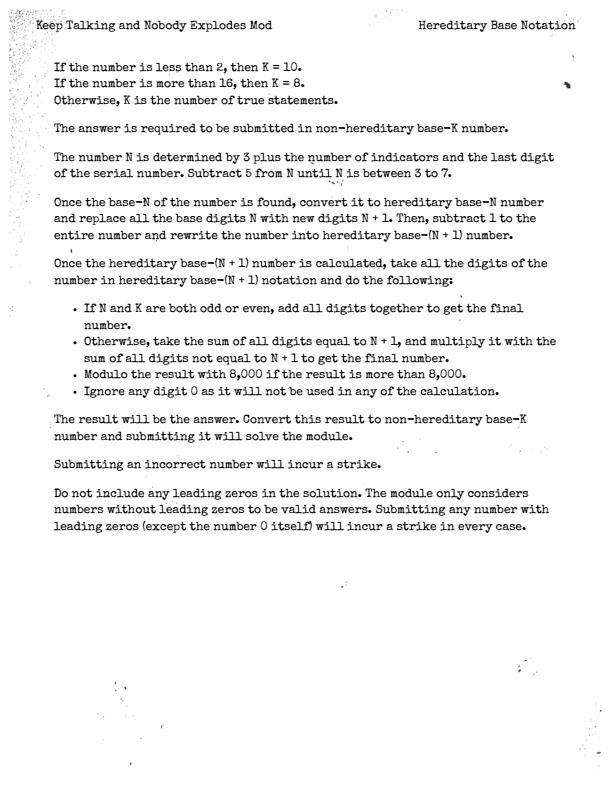 Keep Talking and Nobody Explodes Mod
Hereditary Base Notation
If the number is less than 2, then K = 10.
If the number is more than 16, then K = 8.
Otherwise, K is the number of true statements.
The answer is required to be submitted in non-hereditary base-K number.
The number N is determined by 3 plus the number of indicators and the last digit
of the serial number. Subtract 5 from N until N is between 3 to 7.
Once the base-N of the number is found, convert it to hereditary base-N number
and replace all the base digits N with new digits N + 1. Then, subtract 1 to the
entire number and rewrite the number into hereditary base-(N + 1) number.
Once the hereditary base-(N + 1) number is calculated, take all the digits of the
number in hereditary base-(N + 1) notation and do the following:
• If N and K are both odd or even, add all digits together to get the final
number.
• Otherwise, take the sum of all digits equal to N + 1, and multiply it with the
sum of all digits not equal to N + 1 to get the final number.
• Modulo the result with 8,000 if the result is more than 8,000.
• Ignore any digit 0 as it will not be used in any of the calculation.
The result will be the answer. Convert this result to non-hereditary base-K
number and submitting it will solve the module.
Submitting an incorrect number will incur a strike.
Do not include any leading zeros in the solution. The module only considers
numbers without leading zeros to be valid answers. Submitting any number with
leading zeros (except the number 0 itself) will incur a strike in every case.